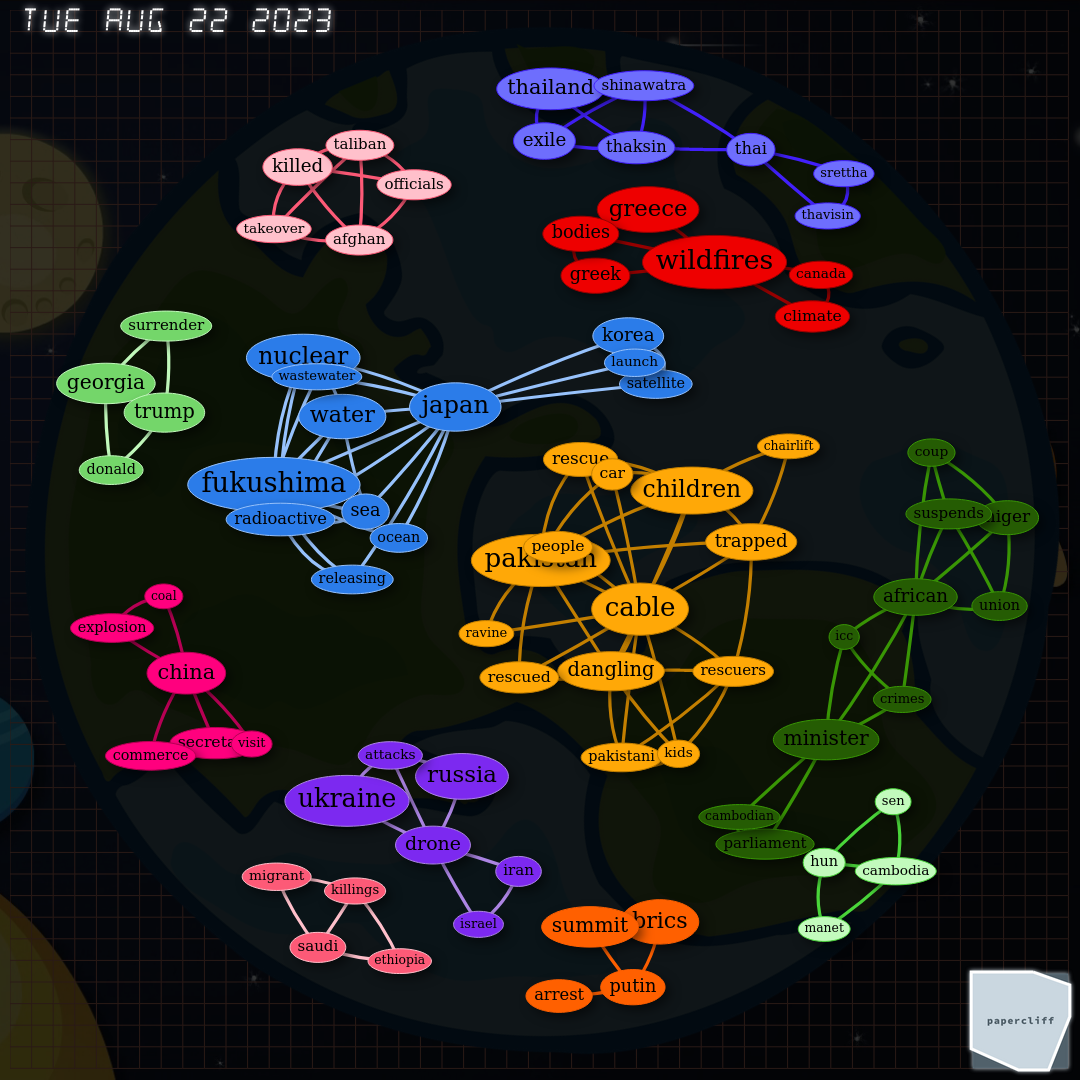 TUE AUG 22 2023
thailand
shinawatra
exile
thaksin
thai
srettha
thavisin
taliban
killed
officials
takeover
afghan
greece
bodies
wildfires
greek
canada
climate
surrender
georgia
trump
donald
nuclear
wastewater
water
japan
korea
launch
satellite
fukushima
radioactive
sea
ocean
releasing
rescue
car
children
chairlift
pakistan
people
trapped
cable
ravine
rescued
dangling
rescuers
pakistani
kids
coup
suspends
niger
african
union
icc
crimes
minister
cambodian
parliament
coal
explosion
china
commerce
secretary
visit
attacks
russia
ukraine
drone
iran
israel
migrant
killings
saudi
ethiopia
summit
brics
putin
arrest
sen
hun
cambodia
manet
papercliff